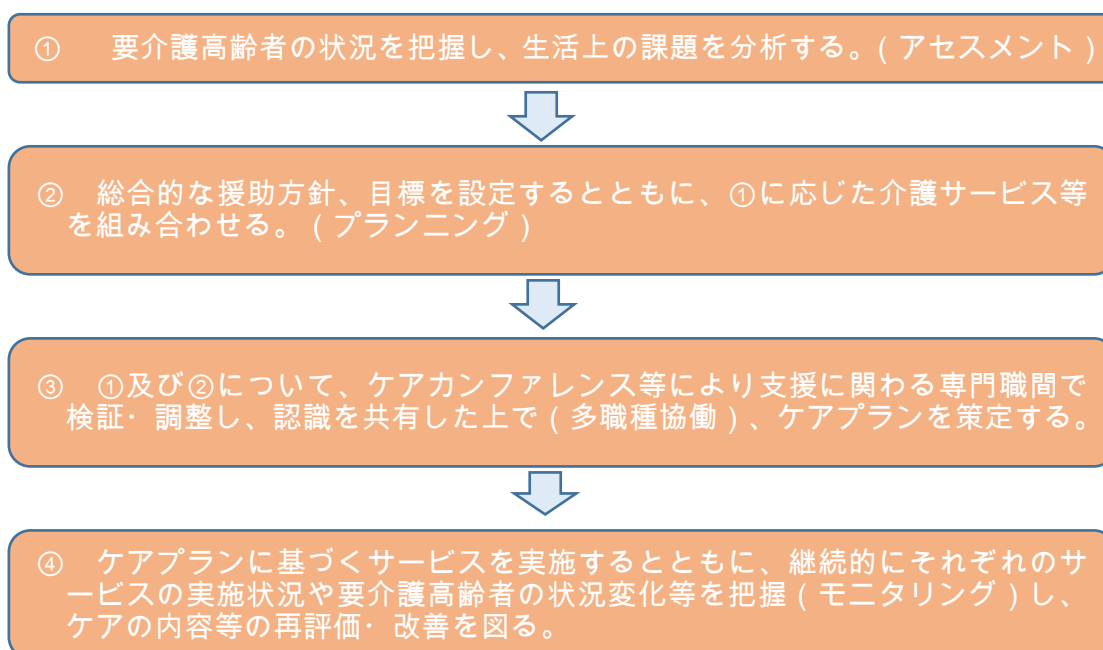 ① 要介護高齢者の状況を把握し、生活上の課題を分析する。(アセスメント)
② 総合的な援助方針、目標を設定するとともに、①に応じた介護サービス等
を組み合わせる。(プランニング)
③ ①及び②について、ケアカンファレンス等により支援に関わる専門職間で
検証・調整し、認識を共有した上で(多職種協働)、ケアプランを策定する。
④ ケアプランに基づくサービスを実施するとともに、継続的にそれぞれのサ
ービスの実施状況や要介護高齢者の状況変化等を把握(モニタリング)し、
ケアの内容等の再評価・改善を図る。